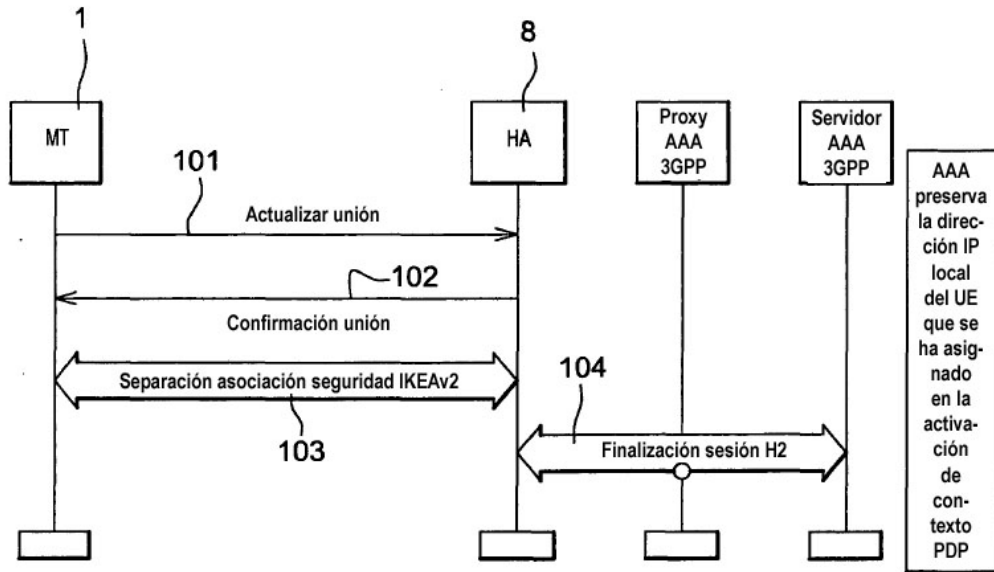 1
8
MT
HA
Proxy
AAA
3GPP
Servidor
AAA
3GPP
101
Actualizar unión
102
Confirmación unión
Separación asociación seguridad IKEAv2
103
104
Finalización sesión H2
AAA
preserva
la direc-
ción IP
local
del UE
que se
ha asig-
nado
en la
activa-
ción
de
con-
texto
PDP